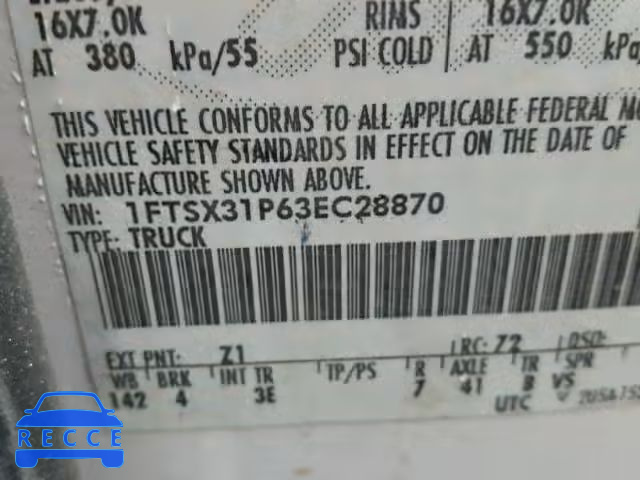 16X7.0K RIMS 16X7.0K
AT 380 kPa/55 PSI COLD AT 550 kPa/
THIS VEHICLE CONFORMS TO ALL APPLICABLE FEDERAL
VEHICLE SAFETY STANDARDS IN EFFECT ON THE DATE OF
MANUFACTURE SHOWN ABOVE.
VIN: 1FTSX31P63EC28870
TYPE: TRUCK
EXT PNT: Z1 RC: 72 DSO:
WB BRK INT TR TP/PS R AXLE TR SPR
142 4 3E 7 41 B VS
UTC
RECCE